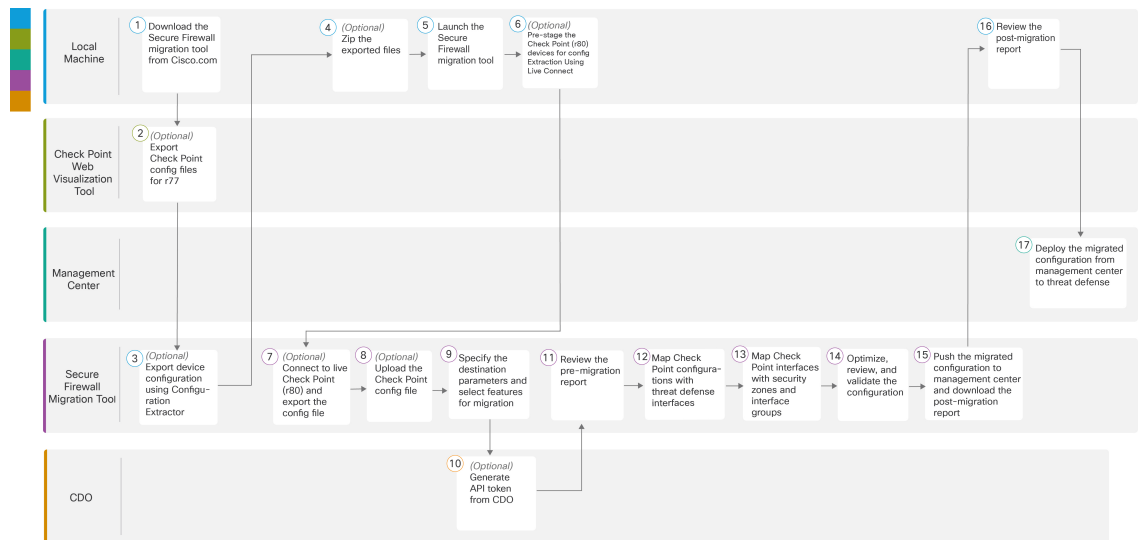 Local
Machine
1
Download the
Secure Firewall
migration tool
from Cisco.com
4
(Optional)
Zip the
exported files
5
Launch the
Secure
Firewall
migration tool
6
(Optional)
Pre-stage the
Check Point (r80)
devices for config
Extraction Using
Live Connect
16
Review the
post-migration
report
Check Point
Web
Visualization
Tool
2
(Optional)
Export
Check Point
config files
for r77
Management
Center
17
Deploy the migrated
configuration from
management center
to threat defense
Secure
Firewall
Migration Tool
3
(Optional)
Export device
configuration
using Configu-
ration
Extractor
7
(Optional)
Connect to live
Check Point
(r80) and
export the
config file
8
(Optional)
Upload the
Check Point
config file
9
Specify the
destination
parameters and
select features
for migration
11
Review the
pre-migration
report
12
Map Check
Point configura-
tions with
threat defense
interfaces
13
Map Check
Point interfaces
with security
zones and
interface
groups
14
Optimize,
review, and
validate the
configuration
15
Push the migrated
configuration to
management center
and download the
post-migration
report
CDO
10
(Optional)
Generate
API token
from CDO